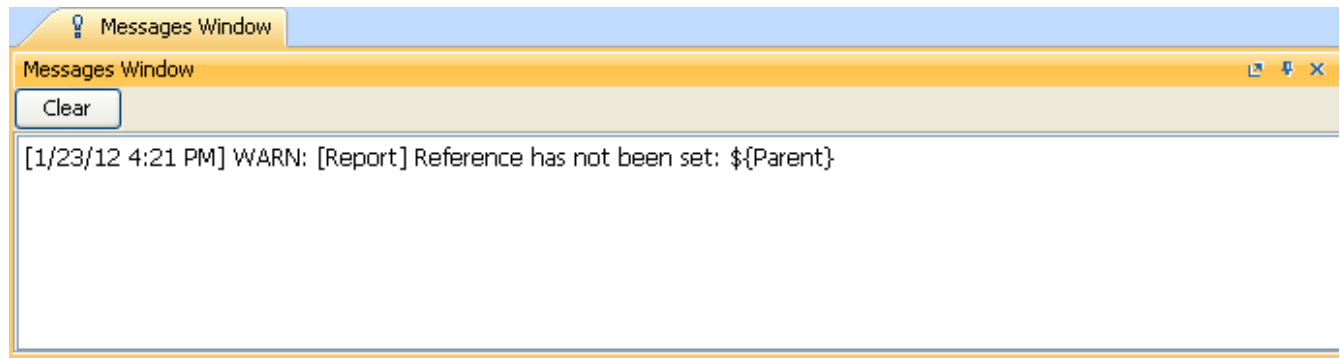 Messages Window
Messages Window
Clear
[1/23/12 4:21 PM] WARN: [Report] Reference has not been set: ${Parent}